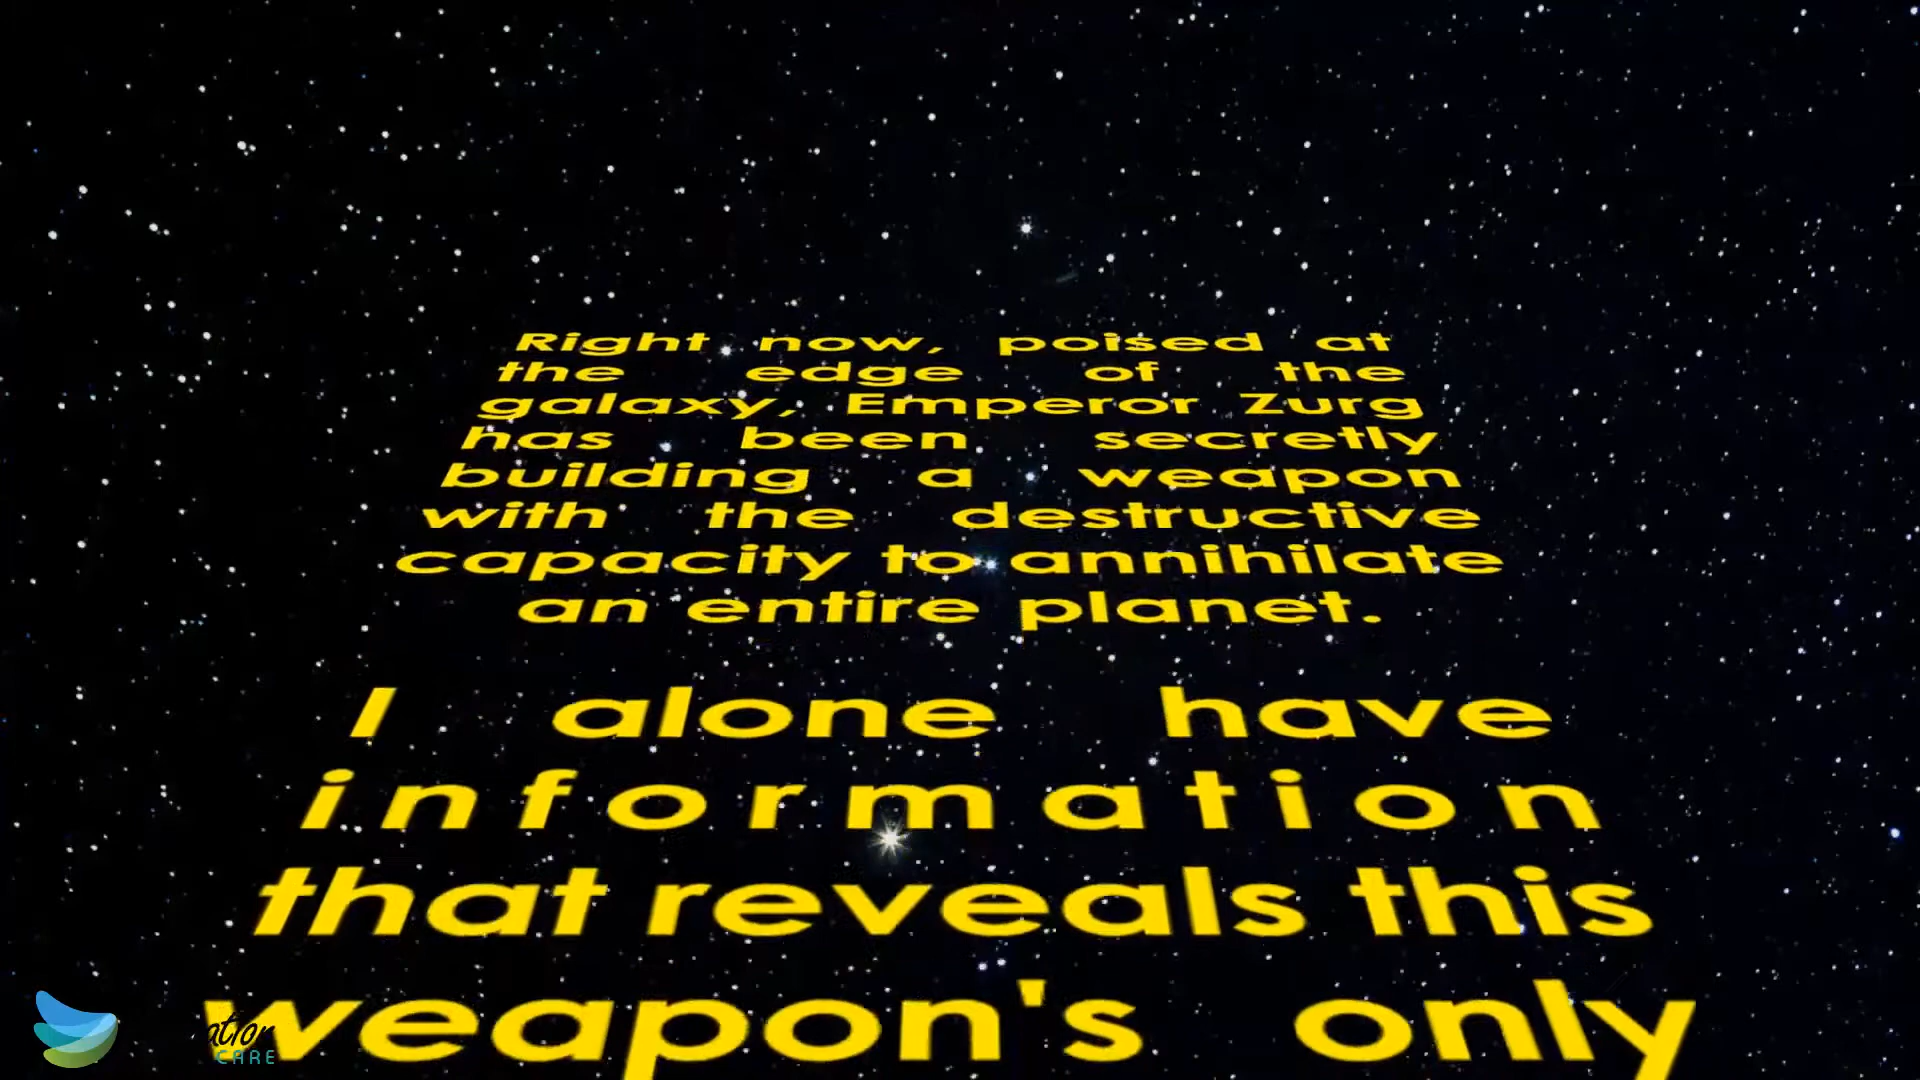 Right now, poised at
the edge of the
galaxy, Emperor Zurg
has been secretly
building a weapon
with the destructive
capacity to annihilate
an entire planet.
I alone have
information
that reveals this
weapon's only
CARE